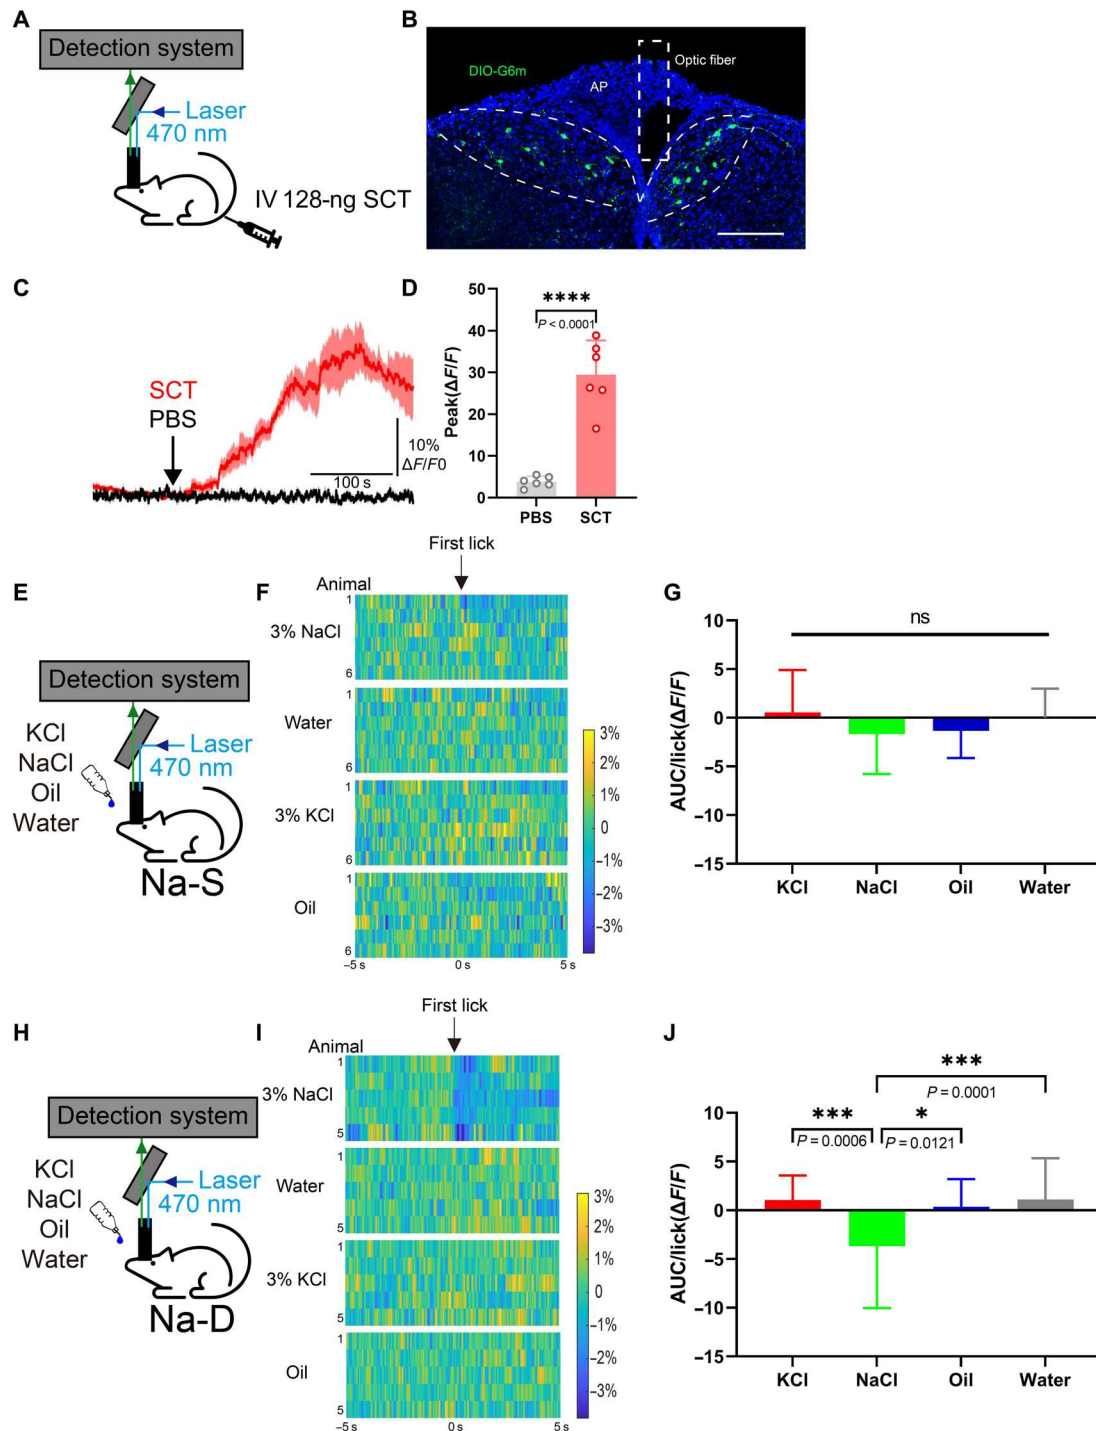 A
Detection system
Laser
470 nm
IV 128-ng SCT
B
DIO-G6m
AP
Optic fiber
C
SCT
PBS
10%
ΔF/F0
100 s
D
50
40
30
20
10
0
Peak(ΔF/F)
****
P < 0.0001
PBS
SCT
E
Detection system
KCl
NaCl
Oil
Water
Laser
470 nm
Na-S
F
First lick
Animal
1
3% NaCl
6
1
Water
6
1
3% KCl
6
1
Oil
6
−5 s
0 s
5 s
3%
2%
1%
0
−1%
−2%
−3%
G
10
5
0
−5
−10
−15
AUC/lick(ΔF/F)
ns
KCl
NaCl
Oil
Water
H
Detection system
KCl
NaCl
Oil
Water
Laser
470 nm
Na-D
I
First lick
Animal
1
3% NaCl
5
1
Water
5
1
3% KCl
5
1
Oil
5
−5 s
0 s
5 s
3%
2%
1%
0
−1%
−2%
−3%
J
10
5
0
−5
−10
−15
AUC/lick(ΔF/F)
***
P = 0.0001
***
P = 0.0006
*
P = 0.0121
KCl
NaCl
Oil
Water